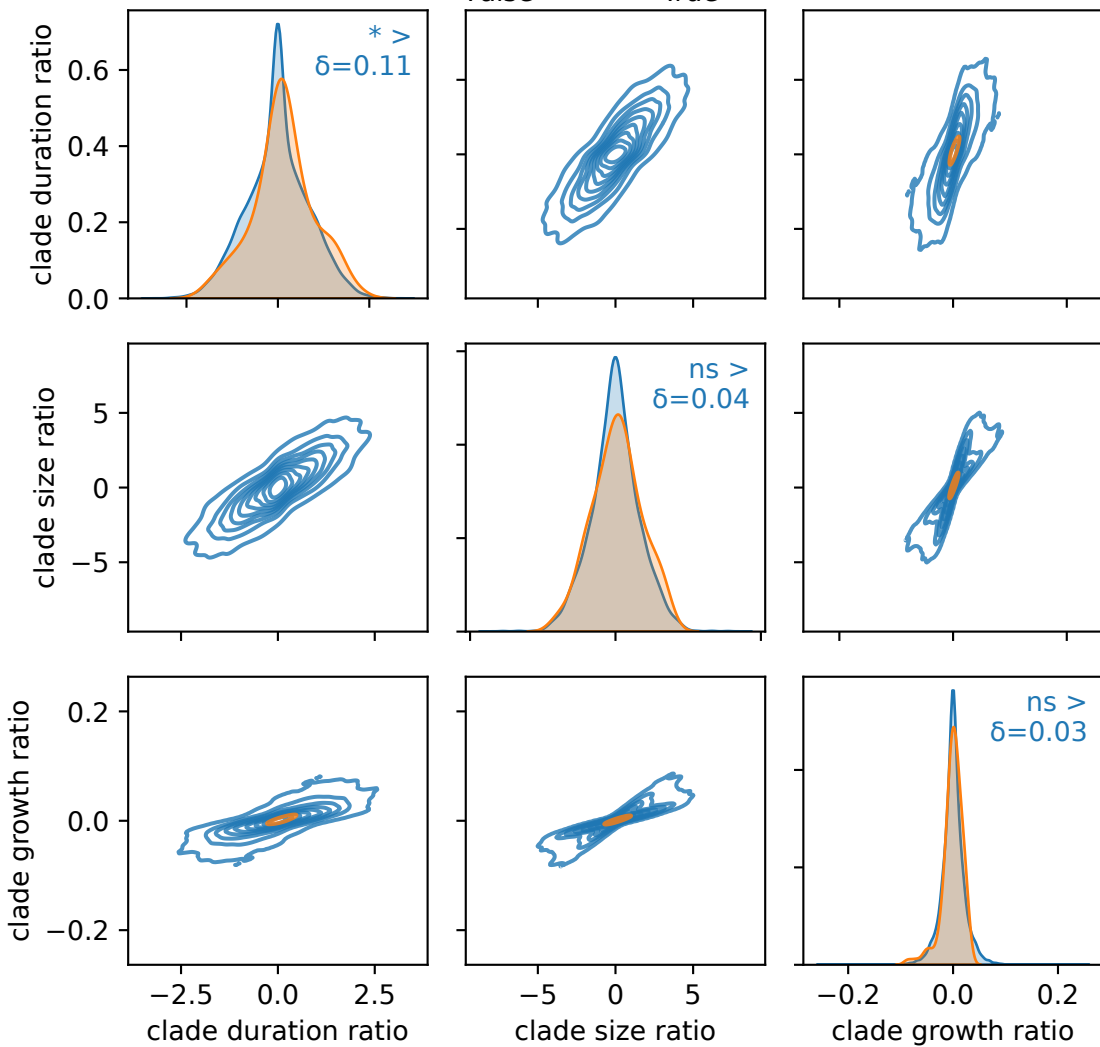 clade duration ratio
0.6
0.4
0.2
0.0
* >
δ=0.11
clade size ratio
5
0
−5
ns >
δ=0.04
clade growth ratio
0.2
0.0
−0.2
ns >
δ=0.03
−2.5 0.0 2.5
−5 0 5
−0.2 0.0 0.2
clade duration ratio
clade size ratio
clade growth ratio